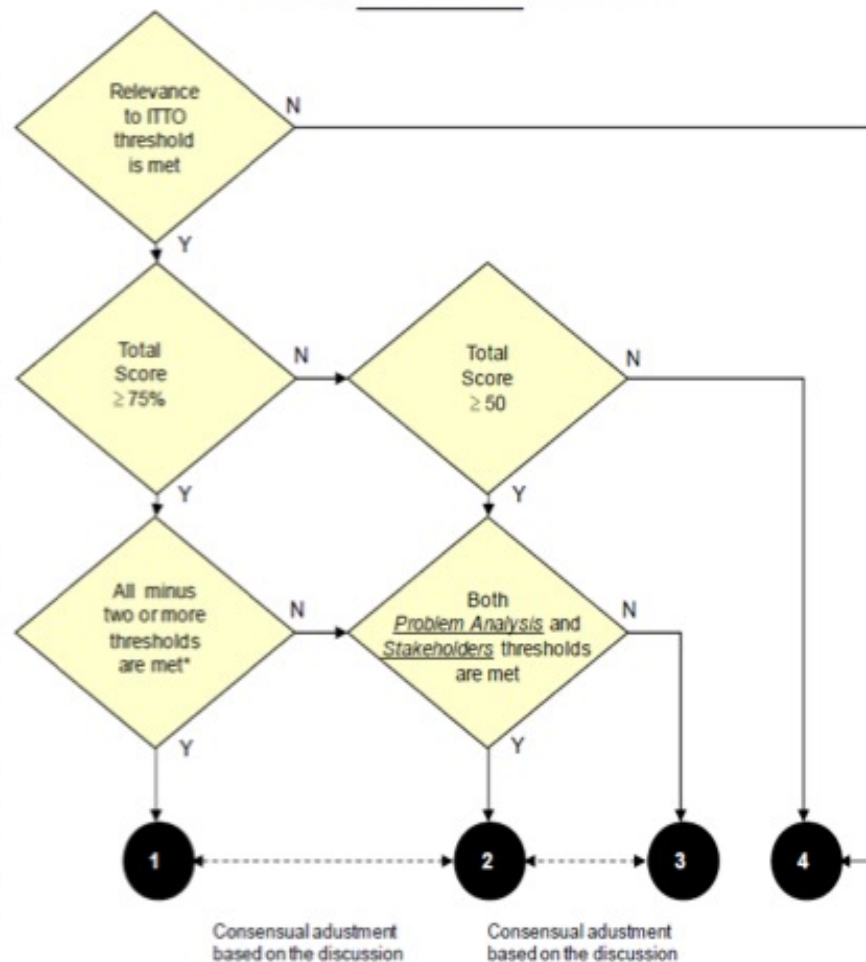 Relevance
to ITTO
threshold
is met
N
Y
Total
Score
≥ 75%
N
Total
Score
≥ 50
N
Y
Y
All minus
two or more
thresholds
are met*
N
Both
Problem Analysis and
Stakeholders thresholds
are met
N
Y
Y
1
2
3
4
Consensual adustment
based on the discussion
Consensual adustment
based on the discussion